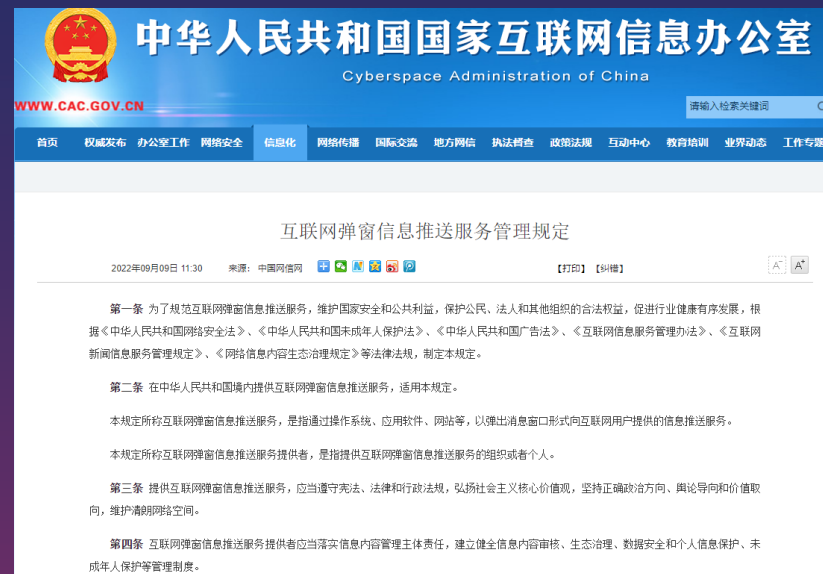 中华人民共和国国家互联网信息办公室
Cyberspace Administration of China
WWW.CAC.GOV.CN
请输入检索关键词
首页 权威发布 办公室工作 网络安全 信息化 网络传播 国际交流 地方网信 执法督查 政策法规 互动中心 教育培训 业界动态 工作专题
互联网弹窗信息推送服务管理规定
2022年09月09日 11:30 来源: 中国网信网 【打印】【纠错】 A- A+
第一条 为了规范互联网弹窗信息推送服务，维护国家安全和公共利益，保护公民、法人和其他组织的合法权益，促进行业健康有序发展，根
据《中华人民共和国网络安全法》、《中华人民共和国未成年人保护法》、《中华人民共和国广告法》、《互联网信息服务管理办法》、《互联网
新闻信息服务管理规定》、《网络信息内容生态治理规定》等法律法规，制定本规定。
第二条 在中华人民共和国境内提供互联网弹窗信息推送服务，适用本规定。
本规定所称互联网弹窗信息推送服务，是指通过操作系统、应用软件、网站等，以弹出消息窗口形式向互联网用户提供的信息推送服务。
本规定所称互联网弹窗信息推送服务提供者，是指提供互联网弹窗信息推送服务的组织或者个人。
第三条 提供互联网弹窗信息推送服务，应当遵守宪法、法律和行政法规，弘扬社会主义核心价值观，坚持正确政治方向、舆论导向和价值取
向，维护清朗网络空间。
第四条 互联网弹窗信息推送服务提供者应当落实信息内容管理主体责任，建立健全信息内容审核、生态治理、数据安全和个人信息保护、未
成年人保护等管理制度。